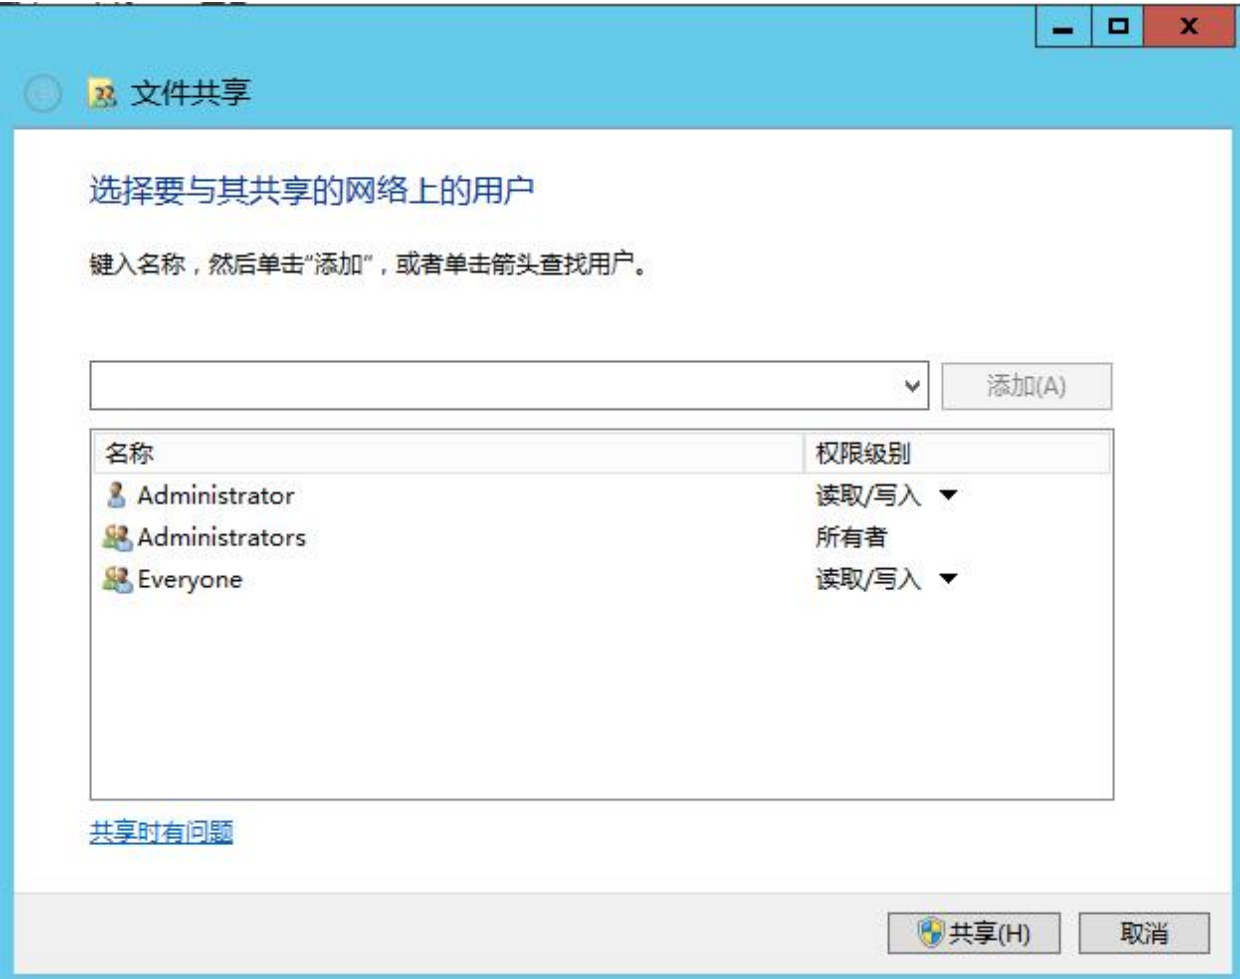 文件共享
选择要与其共享的网络上的用户
键入名称，然后单击"添加"，或者单击箭头查找用户。
添加(A)
名称 权限级别
Administrator 读取/写入
Administrators 所有者
Everyone 读取/写入
共享时有问题
共享(H) 取消